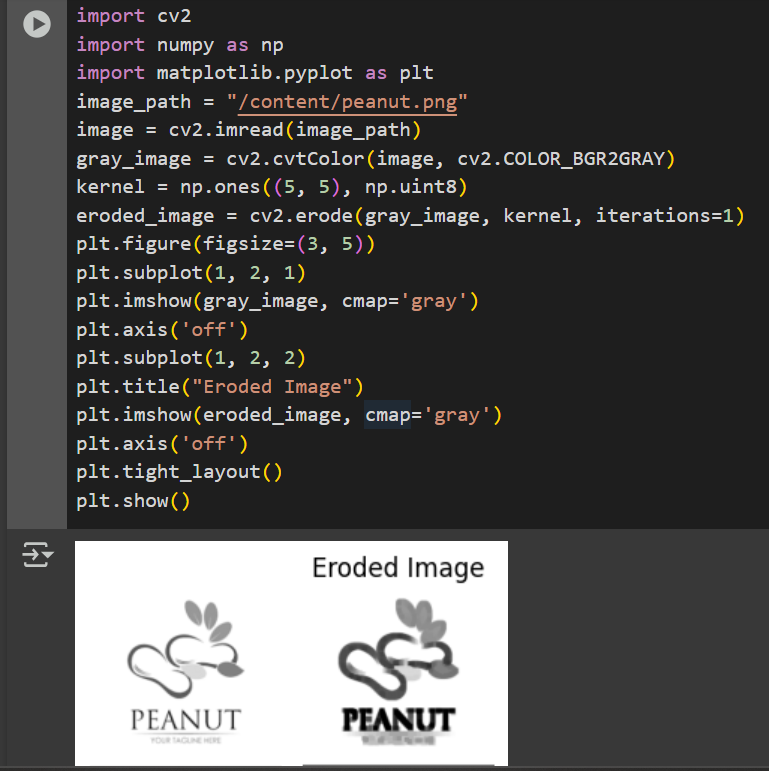 import cv2
import numpy as np
import matplotlib.pyplot as plt
image_path = "/content/peanut.png"
image = cv2.imread(image_path)
gray_image = cv2.cvtColor(image, cv2.COLOR_BGR2GRAY)
kernel = np.ones((5, 5), np.uint8)
eroded_image = cv2.erode(gray_image, kernel, iterations=1)
plt.figure(figsize=(3, 5))
plt.subplot(1, 2, 1)
plt.imshow(gray_image, cmap='gray')
plt.axis('off')
plt.subplot(1, 2, 2)
plt.title("Eroded Image")
plt.imshow(eroded_image, cmap='gray')
plt.axis('off')
plt.tight_layout()
plt.show()
Eroded Image
PEANUT
YOUR TAGLINE HERE
PEANUT